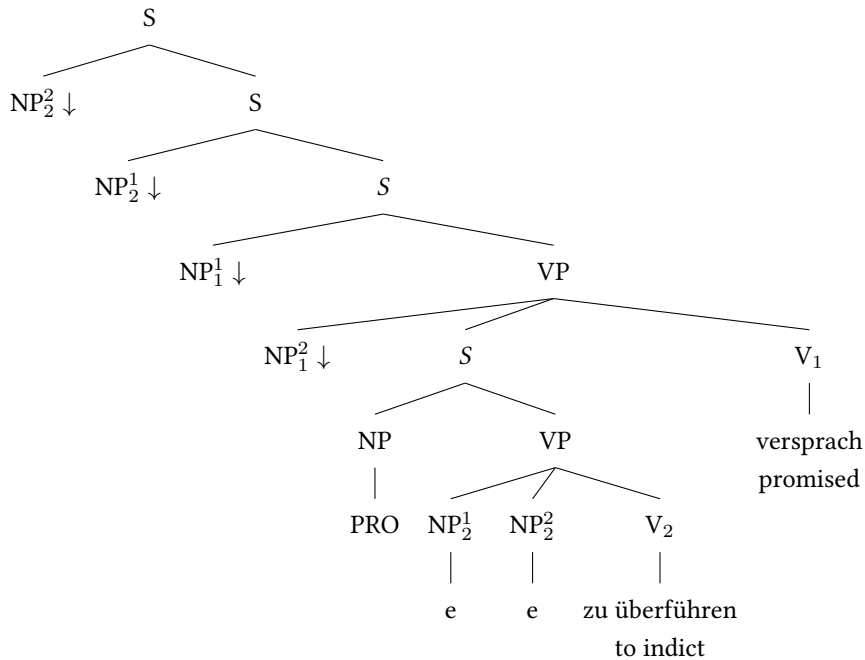 S
NP₂² ↓ S
NP₂¹ ↓ S
NP₁¹ ↓ VP
NP₁² ↓ S V₁
NP VP versprach
promised
PRO NP₂¹ NP₂² V₂
e e zu überführen
to indict